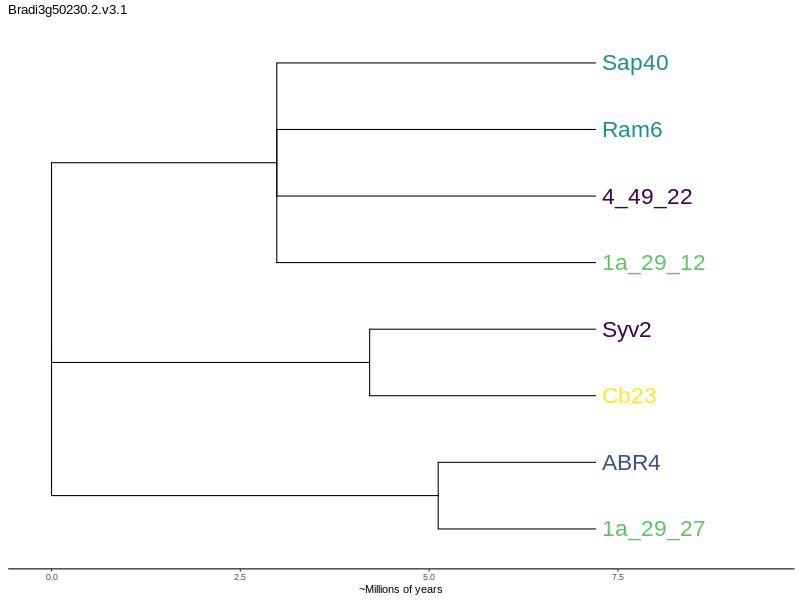 Bradi3g50230.2.v3.1
Sap40
Ram6
4_49_22
1a_29_12
Syv2
Cb23
ABR4
1a_29_27
0.0 2.5 5.0 7.5
~Millions of years